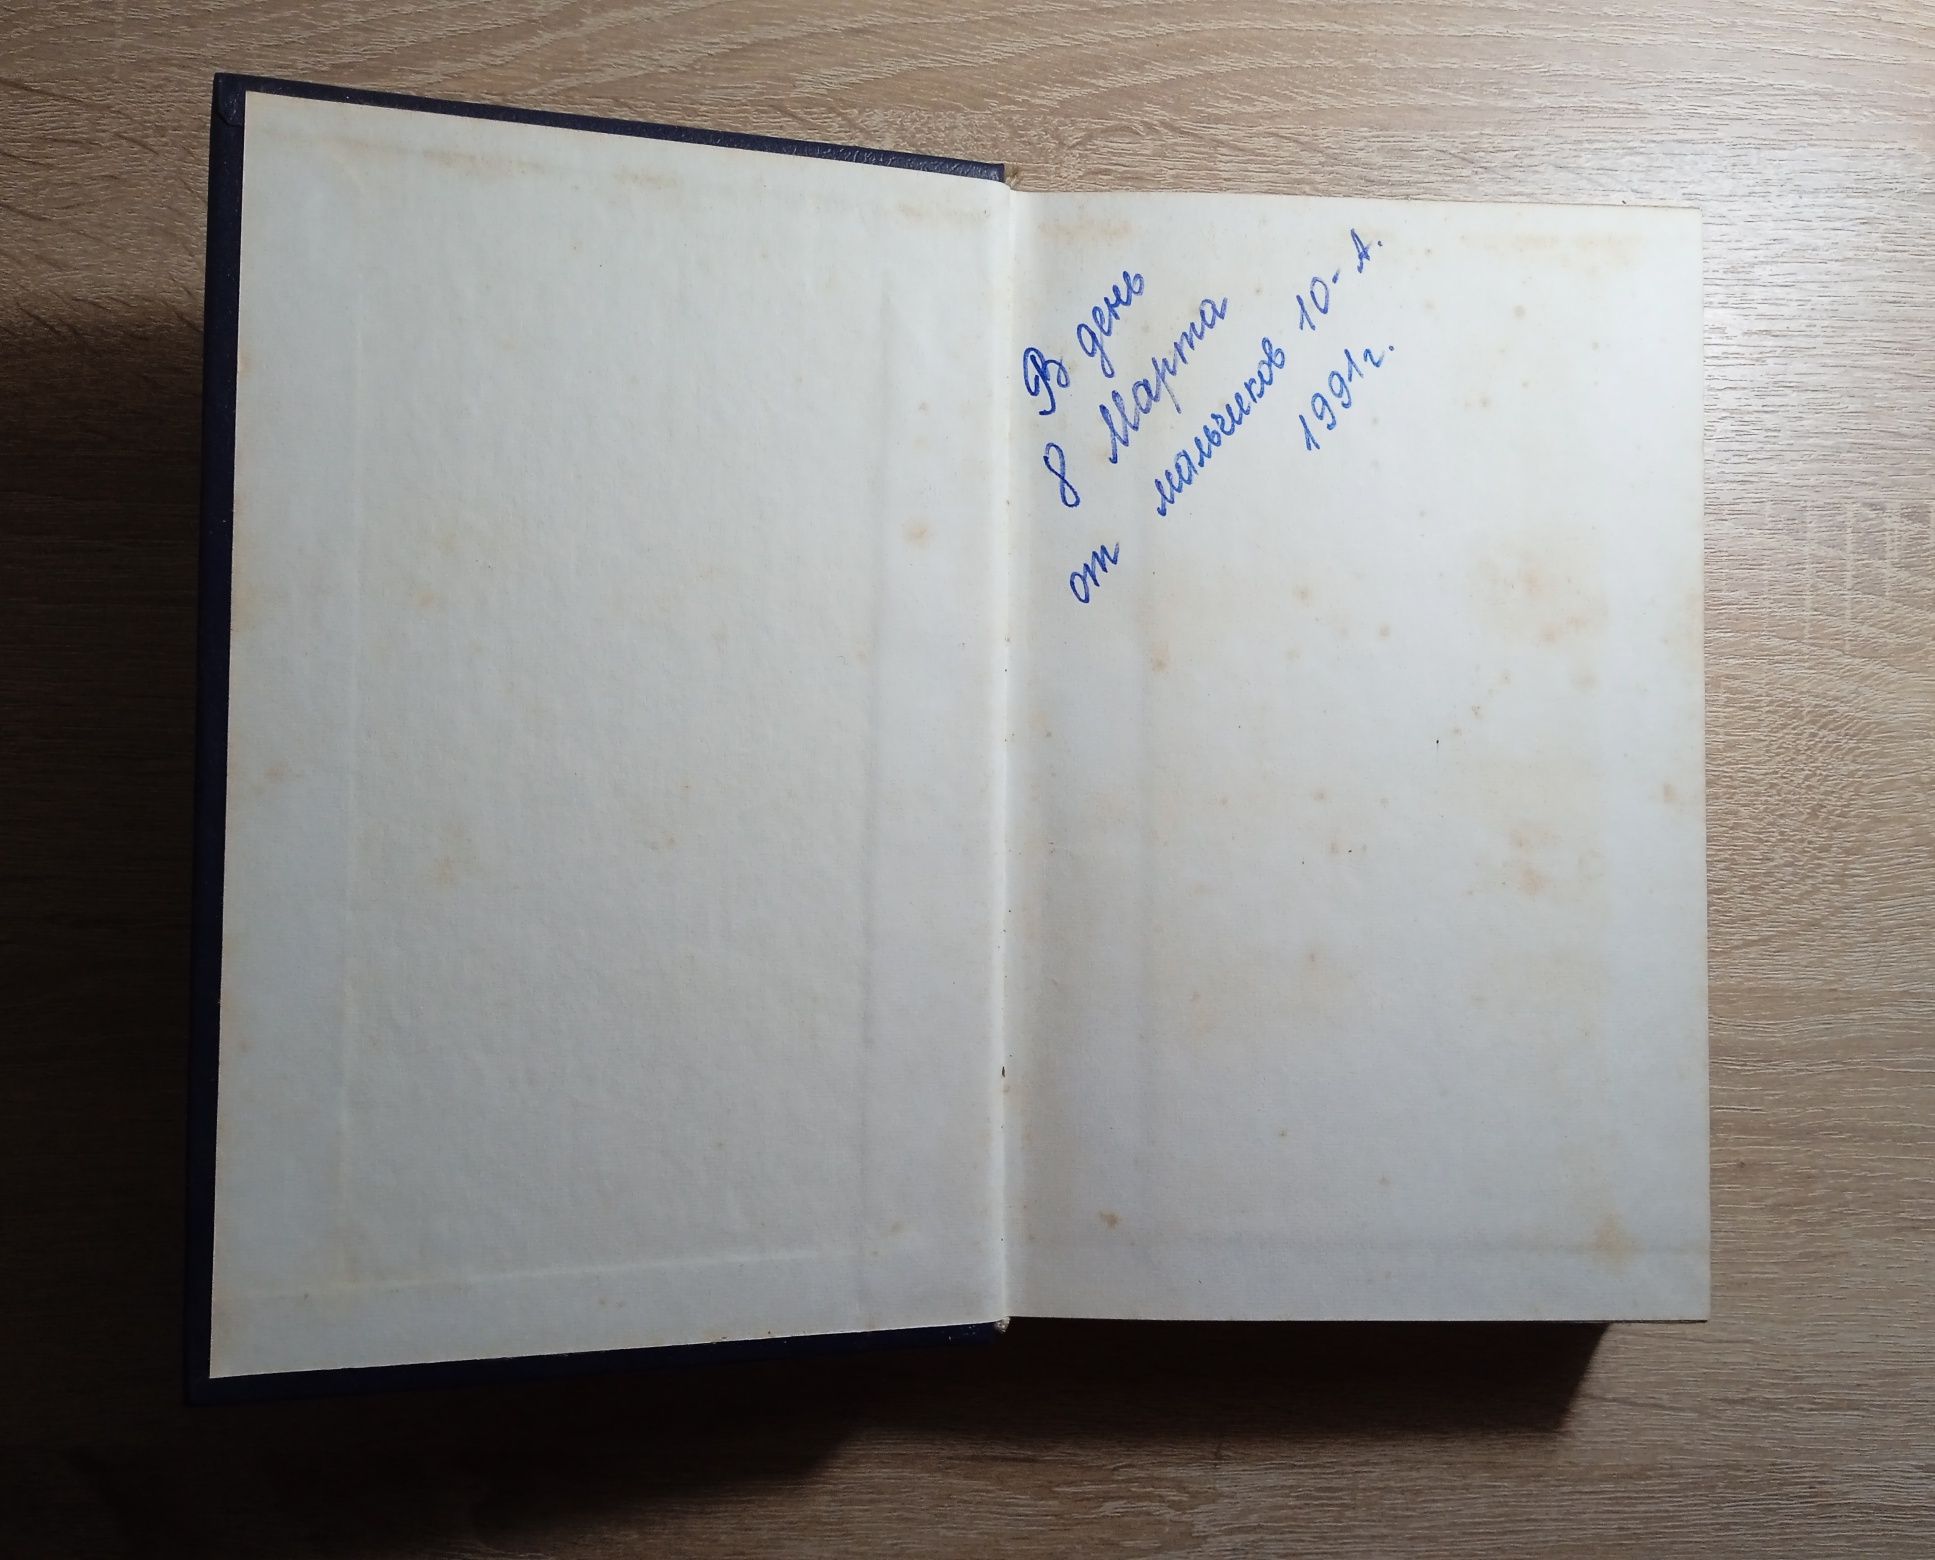 В день
8 Марта
от мальчиков 10-А.
1991г.